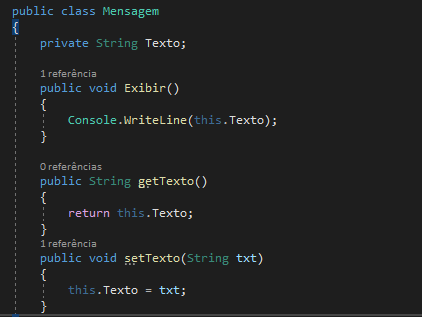 public class Mensagem
{
private String Texto;
1 referência
public void Exibir()
{
Console.WriteLine(this.Texto);
}
0 referências
public String getTexto()
{
return this.Texto;
}
1 referência
public void setTexto(String txt)
{
this.Texto = txt;
}